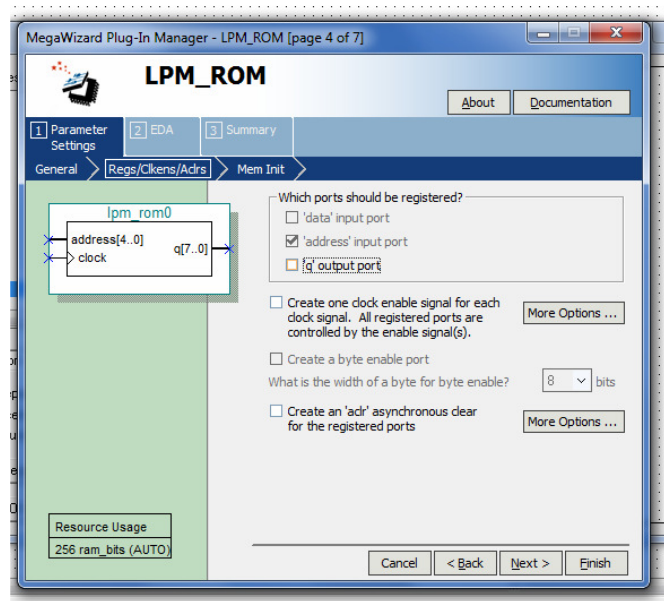 MegaWizard Plug-In Manager - LPM_ROM [page 4 of 7]
LPM_ROM
About
Documentation
1 Parameter Settings
2 EDA
3 Summary
General
Regs/Clkens/Aclrs
Mem Init
lpm_rom0
address[4..0]
q[7..0]
clock
Which ports should be registered?
'data' input port
'address' input port
'q' output port
Create one clock enable signal for each
clock signal. All registered ports are
controlled by the enable signal(s).
More Options ...
Create a byte enable port
What is the width of a byte for byte enable?
8
bits
Create an 'aclr' asynchronous clear
for the registered ports
More Options ...
Resource Usage
256 ram_bits (AUTO)
Cancel
< Back
Next >
Finish